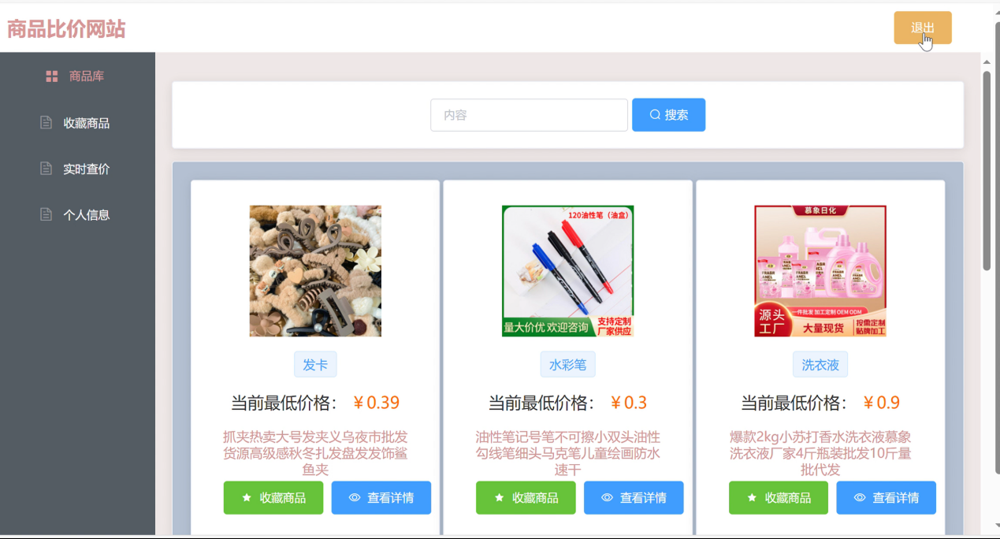 商品比价网站
退出
商品库
收藏商品
实时查价
个人信息
内容
搜索
120油性笔（油盒）
量大价优 欢迎咨询
支持定制
厂家供应
慕象日化
源头
工厂
一件批发 加工定制 OEM ODM
大量现货
按需定制
贴牌加工
发卡
水彩笔
洗衣液
当前最低价格： ￥0.39
当前最低价格： ￥0.3
当前最低价格： ￥0.9
抓夹热卖大号发夹义乌夜市批发
货源高级感秋冬扎发盘发发饰鲨
鱼夹
油性笔记号笔不可擦小双头油性
勾线笔细头马克笔儿童绘画防水
速干
爆款2kg小苏打香水洗衣液慕象
洗衣液厂家4斤瓶装批发10斤量
批代发
收藏商品
查看详情
收藏商品
查看详情
收藏商品
查看详情